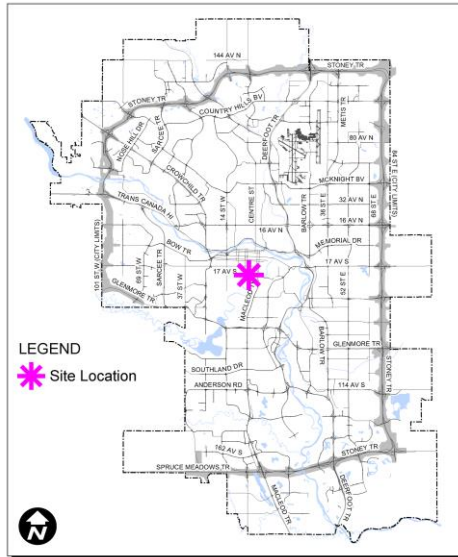 144 AV N
STONEY TR
STONEY TR
COUNTRY HILLS BV
METIS TR
NOSE HILL DR
SARCEE TR
DEERFOOT TR
89 AV N
CROWCHILD TR
MCKNIGHT BV
84 ST E (CITY LIMITS)
TRANS CANADA HI
14 ST W
CENTRE ST
BARLOW TR
36 ST E
32 AV N
68 ST E
16 AV N
16 AV N
BOW TR
MEMORIAL DR
101 ST W (CITY LIMITS)
69 ST W
SARCEE TR
37 ST W
17 AV S
17 AV S
52 ST E
GLENMORE TR
MACLEOD
BARLOW TR
GLENMORE TR
LEGEND
Site Location
SOUTHLAND DR
ANDERSON RD
114 AV S
STONEY TR
162 AV S
STONEY TR
SPRUCE MEADOWS TR
MACLEOD TR
DEERFOOT TR
N